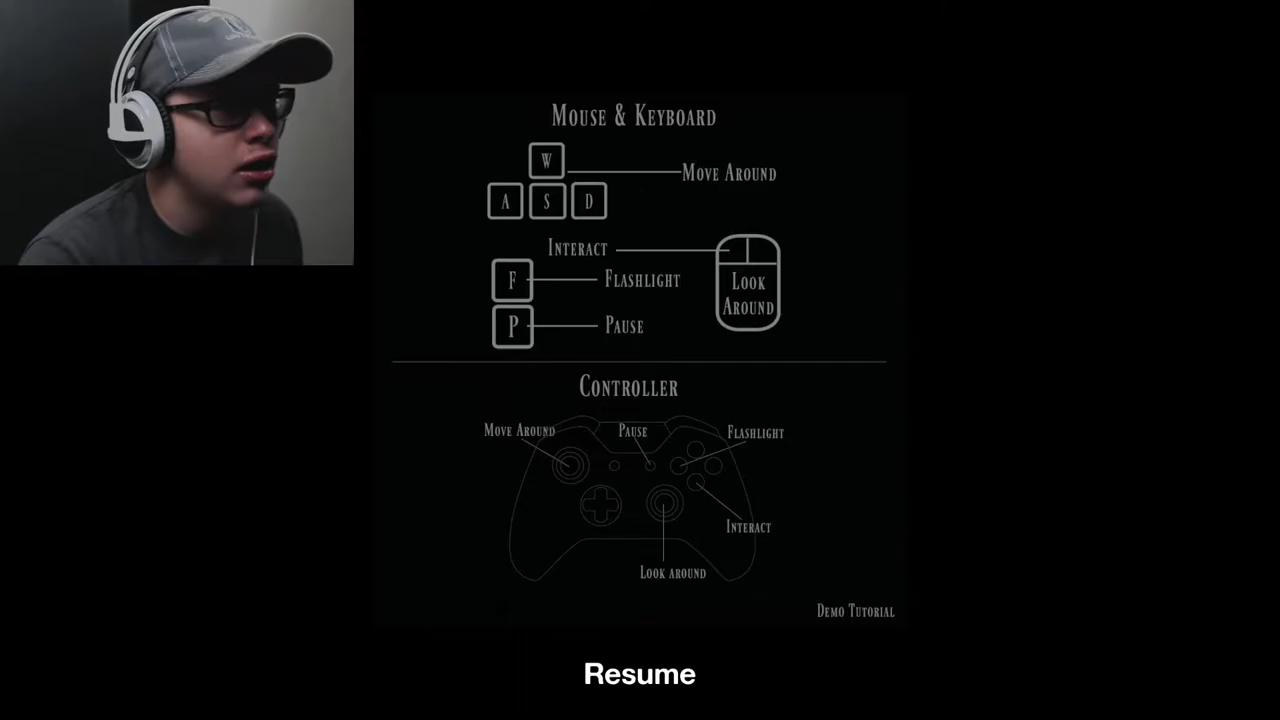 Mouse & Keyboard
W
Move Around
A S D
Interact
F
Flashlight
Look
Around
P
Pause
Controller
Move Around
Pause
Flashlight
Interact
Look around
Demo Tutorial
Resume